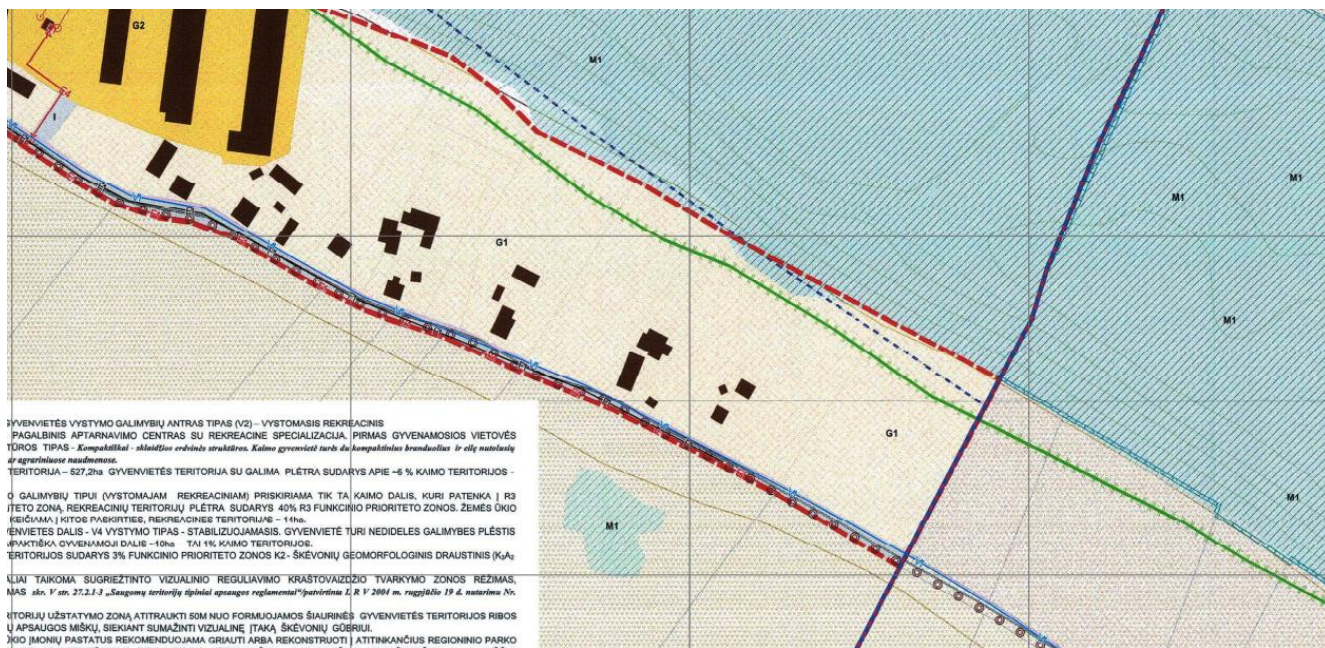 G2
M1
I
M1
M1
G1
M1
G1
M1
M1
GYVENVIETĖS VYSTYMO GALIMYBIŲ ANTRAS TIPAS (V2) – VYSTOMASIS REKREACINIS
PAGALBINIS APTARNAVIMO CENTRAS SU REKREACINE SPECIALIZACIJA. PIRMAS GYVENAMOSIOS VIETOVĖS
TŪROS TIPAS - Kompaktiškai - sklaidžios erdvinės struktūros. Kaimo gyvenvietė turės du kompaktinius branduolius ir eilę nutolusių
ar agrariniuose naudmenose.
TERITORIJA – 527,2ha GYVENVIETĖS TERITORIJA SU GALIMA PLĖTRA SUDARYS APIE ~6 % KAIMO TERITORIJOS -
O GALIMYBIŲ TIPUI (VYSTOMAJAM REKREACINIAM) PRISKIRIAMA TIK TA KAIMO DALIS, KURI PATENKA Į R3
ITETO ZONĄ. REKREACINIŲ TERITORIJŲ PLĖTRA SUDARYS 40% R3 FUNKCINIO PRIORITETO ZONOS. ŽEMĖS ŪKIO
KEIČIAMA Į KITOS PASKIRTIES, REKREACINES TERITORIJAS – 14ha.
VENVIETĖS DALIS - V4 VYSTYMO TIPAS - STABILIZUOJAMASIS. GYVENVIETĖ TURI NEDIDELES GALIMYBES PLĖSTIS
MPAKTIŠKA GYVENAMOJI DALIS ~10ha TAI 1% KAIMO TERITORIJOS.
TERITORIJOS SUDARYS 3% FUNKCINIO PRIORITETO ZONOS K2 - ŠKĖVONIŲ GEOMORFOLOGINIS DRAUSTINIS (K₂A₂
ALIAI TAIKOMA SUGRIEŽTINTO VIZUALINIO REGULIAVIMO KRAŠTOVAIZDŽIO TVARKYMO ZONOS REŽIMAS,
MAS skr. V str. 27.2.1-3 „Saugomų teritorijų tipiniai apsaugos reglamentai“/patvirtinta L R V 2004 m. rugpjūčio 19 d. nutarimu Nr.
RITORIJŲ UŽSTATYMO ZONĄ ATITRAUKTI 50M NUO FORMUOJAMOS ŠIAURINĖS GYVENVIETĖS TERITORIJOS RIBOS
Ų APSAUGOS MIŠKŲ, SIEKIANT SUMAŽINTI VIZUALINĘ ĮTAKĄ ŠKĖVONIŲ GŪBRIUI.
ŪKIO ĮMONIŲ PASTATUS REKOMENDUOJAMA GRIAUTI ARBA REKONSTRUOTI Į ATITINKANČIUS REGIONINIO PARKO